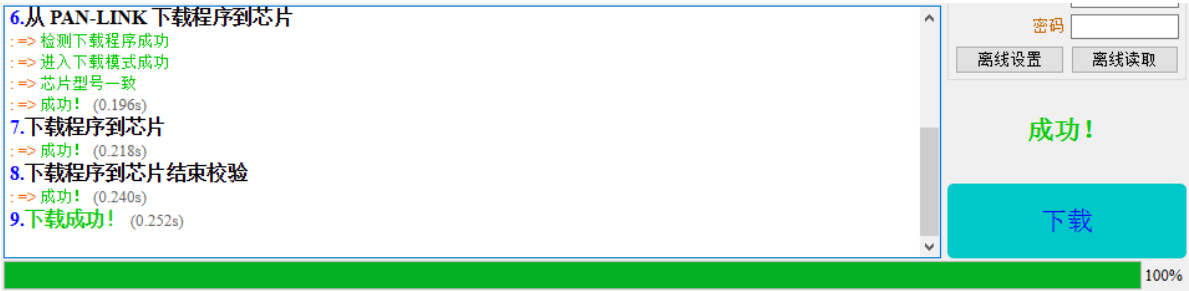 6.从 PAN-LINK 下载程序到芯片
: => 检测下载程序成功
: => 进入下载模式成功
: => 芯片型号一致
: => 成功！ (0.196s)
7.下载程序到芯片
: => 成功！ (0.218s)
8.下载程序到芯片结束校验
: => 成功！ (0.240s)
9.下载成功！ (0.252s)
密码
离线设置 离线读取
成功！
下载
100%